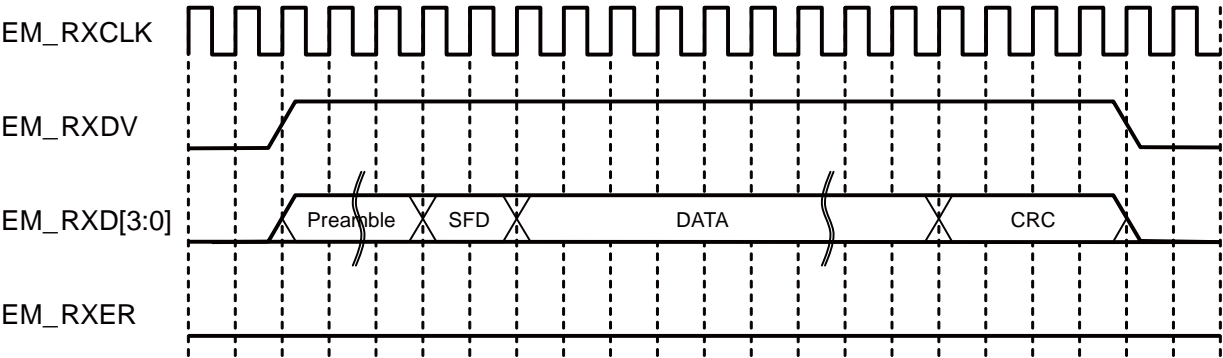 EM_RXCLK
EM_RXDV
EM_RXD[3:0] Preamble SFD DATA CRC
EM_RXER